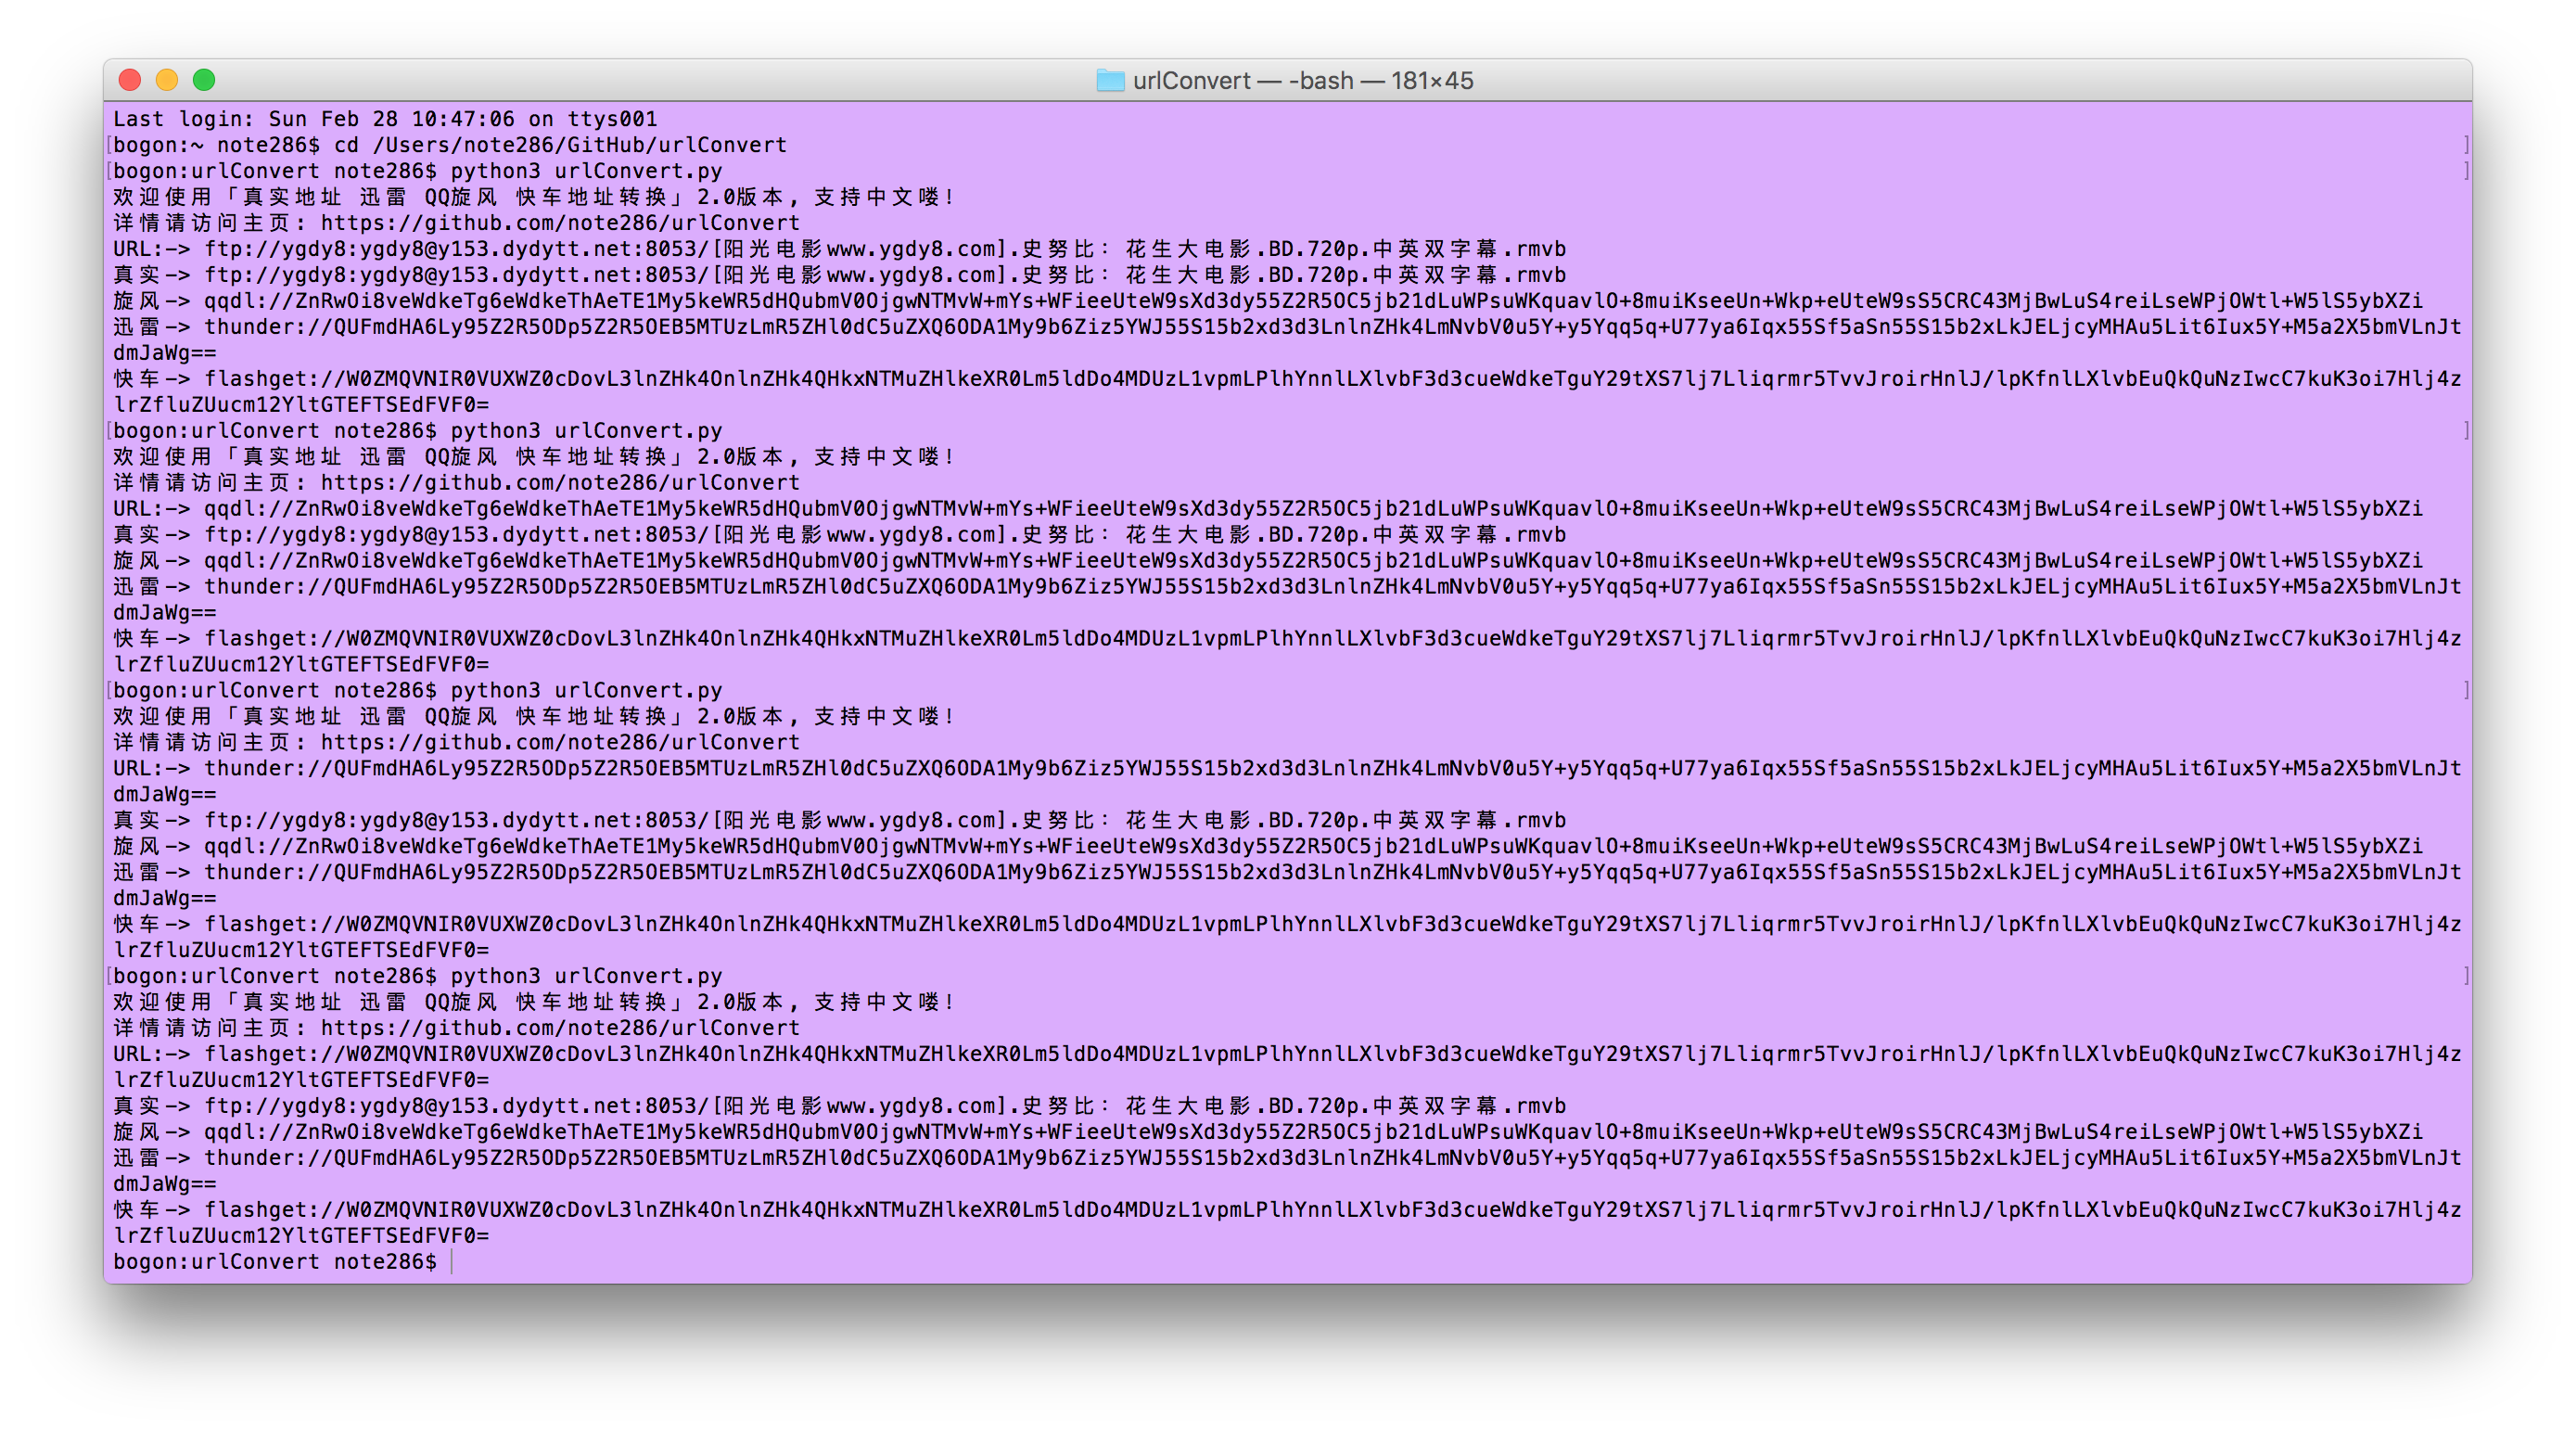 urlConvert — -bash — 181×45
Last login: Sun Feb 28 10:47:06 on ttys001
[bogon:~ note286$ cd /Users/note286/GitHub/urlConvert ]
[bogon:urlConvert note286$ python3 urlConvert.py ]
欢迎使用「真实地址 迅雷 QQ旋风 快车地址转换」2.0版本, 支持中文喽!
详情请访问主页: https://github.com/note286/urlConvert
URL:-> ftp://ygdy8:ygdy8@y153.dydytt.net:8053/[阳光电影www.ygdy8.com].史努比: 花生大电影.BD.720p.中英双字幕.rmvb
真实-> ftp://ygdy8:ygdy8@y153.dydytt.net:8053/[阳光电影www.ygdy8.com].史努比: 花生大电影.BD.720p.中英双字幕.rmvb
旋风-> qqdl://ZnRwOi8veWdkeTg6eWdkeThAeTE1My5keWR5dHQubmV0OjgwNTMvW+mYs+WFieeUteW9sXd3dy55Z2R5OC5jb21dLuWPsuWKquavlO+8muiKseeUn+Wkp+eUteW9sS5CRC43MjBwLuS4reiLseWPjOWtl+W5lS5ybXZi
迅雷-> thunder://QUFmdHA6Ly95Z2R5ODp5Z2R5OEB5MTUzLmR5ZHl0dC5uZXQ6ODA1My9b6Ziz5YWJ55S15b2xd3d3LnlnZHk4LmNvbV0u5Y+y5Yqq5q+U77ya6Iqx55Sf5aSn55S15b2xLkJELjcyMHAu5Lit6Iux5Y+M5a2X5bmVLnJt
dmJaWg==
快车-> flashget://W0ZMQVNIR0VUXWZ0cDovL3lnZHk4OnlnZHk4QHkxNTMuZHlkeXR0Lm5ldDo4MDUzL1vpmLPlhYnnlLXlvbF3d3cueWdkeTguY29tXS7lj7Lliqrmr5TvvJroirHnlJ/lpKfnlLXlvbEuQkQuNzIwcC7kuK3oi7Hlj4z
lrZfluZUucm12YltGTEFTSEdFVF0=
[bogon:urlConvert note286$ python3 urlConvert.py ]
欢迎使用「真实地址 迅雷 QQ旋风 快车地址转换」2.0版本, 支持中文喽!
详情请访问主页: https://github.com/note286/urlConvert
URL:-> qqdl://ZnRwOi8veWdkeTg6eWdkeThAeTE1My5keWR5dHQubmV0OjgwNTMvW+mYs+WFieeUteW9sXd3dy55Z2R5OC5jb21dLuWPsuWKquavlO+8muiKseeUn+Wkp+eUteW9sS5CRC43MjBwLuS4reiLseWPjOWtl+W5lS5ybXZi
真实-> ftp://ygdy8:ygdy8@y153.dydytt.net:8053/[阳光电影www.ygdy8.com].史努比: 花生大电影.BD.720p.中英双字幕.rmvb
旋风-> qqdl://ZnRwOi8veWdkeTg6eWdkeThAeTE1My5keWR5dHQubmV0OjgwNTMvW+mYs+WFieeUteW9sXd3dy55Z2R5OC5jb21dLuWPsuWKquavlO+8muiKseeUn+Wkp+eUteW9sS5CRC43MjBwLuS4reiLseWPjOWtl+W5lS5ybXZi
迅雷-> thunder://QUFmdHA6Ly95Z2R5ODp5Z2R5OEB5MTUzLmR5ZHl0dC5uZXQ6ODA1My9b6Ziz5YWJ55S15b2xd3d3LnlnZHk4LmNvbV0u5Y+y5Yqq5q+U77ya6Iqx55Sf5aSn55S15b2xLkJELjcyMHAu5Lit6Iux5Y+M5a2X5bmVLnJt
dmJaWg==
快车-> flashget://W0ZMQVNIR0VUXWZ0cDovL3lnZHk4OnlnZHk4QHkxNTMuZHlkeXR0Lm5ldDo4MDUzL1vpmLPlhYnnlLXlvbF3d3cueWdkeTguY29tXS7lj7Lliqrmr5TvvJroirHnlJ/lpKfnlLXlvbEuQkQuNzIwcC7kuK3oi7Hlj4z
lrZfluZUucm12YltGTEFTSEdFVF0=
[bogon:urlConvert note286$ python3 urlConvert.py ]
欢迎使用「真实地址 迅雷 QQ旋风 快车地址转换」2.0版本, 支持中文喽!
详情请访问主页: https://github.com/note286/urlConvert
URL:-> thunder://QUFmdHA6Ly95Z2R5ODp5Z2R5OEB5MTUzLmR5ZHl0dC5uZXQ6ODA1My9b6Ziz5YWJ55S15b2xd3d3LnlnZHk4LmNvbV0u5Y+y5Yqq5q+U77ya6Iqx55Sf5aSn55S15b2xLkJELjcyMHAu5Lit6Iux5Y+M5a2X5bmVLnJt
dmJaWg==
真实-> ftp://ygdy8:ygdy8@y153.dydytt.net:8053/[阳光电影www.ygdy8.com].史努比: 花生大电影.BD.720p.中英双字幕.rmvb
旋风-> qqdl://ZnRwOi8veWdkeTg6eWdkeThAeTE1My5keWR5dHQubmV0OjgwNTMvW+mYs+WFieeUteW9sXd3dy55Z2R5OC5jb21dLuWPsuWKquavlO+8muiKseeUn+Wkp+eUteW9sS5CRC43MjBwLuS4reiLseWPjOWtl+W5lS5ybXZi
迅雷-> thunder://QUFmdHA6Ly95Z2R5ODp5Z2R5OEB5MTUzLmR5ZHl0dC5uZXQ6ODA1My9b6Ziz5YWJ55S15b2xd3d3LnlnZHk4LmNvbV0u5Y+y5Yqq5q+U77ya6Iqx55Sf5aSn55S15b2xLkJELjcyMHAu5Lit6Iux5Y+M5a2X5bmVLnJt
dmJaWg==
快车-> flashget://W0ZMQVNIR0VUXWZ0cDovL3lnZHk4OnlnZHk4QHkxNTMuZHlkeXR0Lm5ldDo4MDUzL1vpmLPlhYnnlLXlvbF3d3cueWdkeTguY29tXS7lj7Lliqrmr5TvvJroirHnlJ/lpKfnlLXlvbEuQkQuNzIwcC7kuK3oi7Hlj4z
lrZfluZUucm12YltGTEFTSEdFVF0=
[bogon:urlConvert note286$ python3 urlConvert.py ]
欢迎使用「真实地址 迅雷 QQ旋风 快车地址转换」2.0版本, 支持中文喽!
详情请访问主页: https://github.com/note286/urlConvert
URL:-> flashget://W0ZMQVNIR0VUXWZ0cDovL3lnZHk4OnlnZHk4QHkxNTMuZHlkeXR0Lm5ldDo4MDUzL1vpmLPlhYnnlLXlvbF3d3cueWdkeTguY29tXS7lj7Lliqrmr5TvvJroirHnlJ/lpKfnlLXlvbEuQkQuNzIwcC7kuK3oi7Hlj4z
lrZfluZUucm12YltGTEFTSEdFVF0=
真实-> ftp://ygdy8:ygdy8@y153.dydytt.net:8053/[阳光电影www.ygdy8.com].史努比: 花生大电影.BD.720p.中英双字幕.rmvb
旋风-> qqdl://ZnRwOi8veWdkeTg6eWdkeThAeTE1My5keWR5dHQubmV0OjgwNTMvW+mYs+WFieeUteW9sXd3dy55Z2R5OC5jb21dLuWPsuWKquavlO+8muiKseeUn+Wkp+eUteW9sS5CRC43MjBwLuS4reiLseWPjOWtl+W5lS5ybXZi
迅雷-> thunder://QUFmdHA6Ly95Z2R5ODp5Z2R5OEB5MTUzLmR5ZHl0dC5uZXQ6ODA1My9b6Ziz5YWJ55S15b2xd3d3LnlnZHk4LmNvbV0u5Y+y5Yqq5q+U77ya6Iqx55Sf5aSn55S15b2xLkJELjcyMHAu5Lit6Iux5Y+M5a2X5bmVLnJt
dmJaWg==
快车-> flashget://W0ZMQVNIR0VUXWZ0cDovL3lnZHk4OnlnZHk4QHkxNTMuZHlkeXR0Lm5ldDo4MDUzL1vpmLPlhYnnlLXlvbF3d3cueWdkeTguY29tXS7lj7Lliqrmr5TvvJroirHnlJ/lpKfnlLXlvbEuQkQuNzIwcC7kuK3oi7Hlj4z
lrZfluZUucm12YltGTEFTSEdFVF0=
bogon:urlConvert note286$